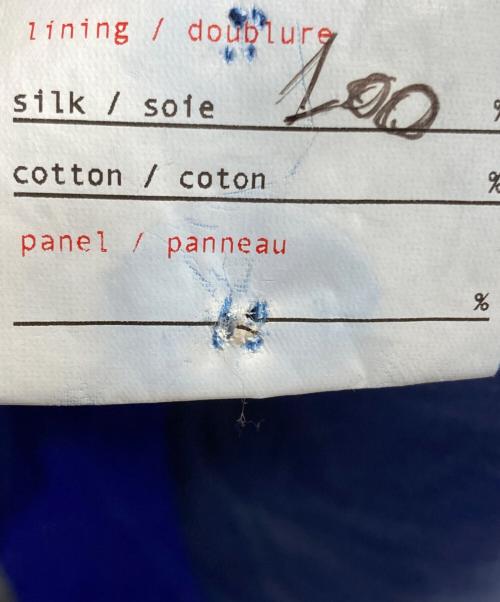 lining / doublure
silk / soie 100 %
cotton / coton %
panel / panneau
%